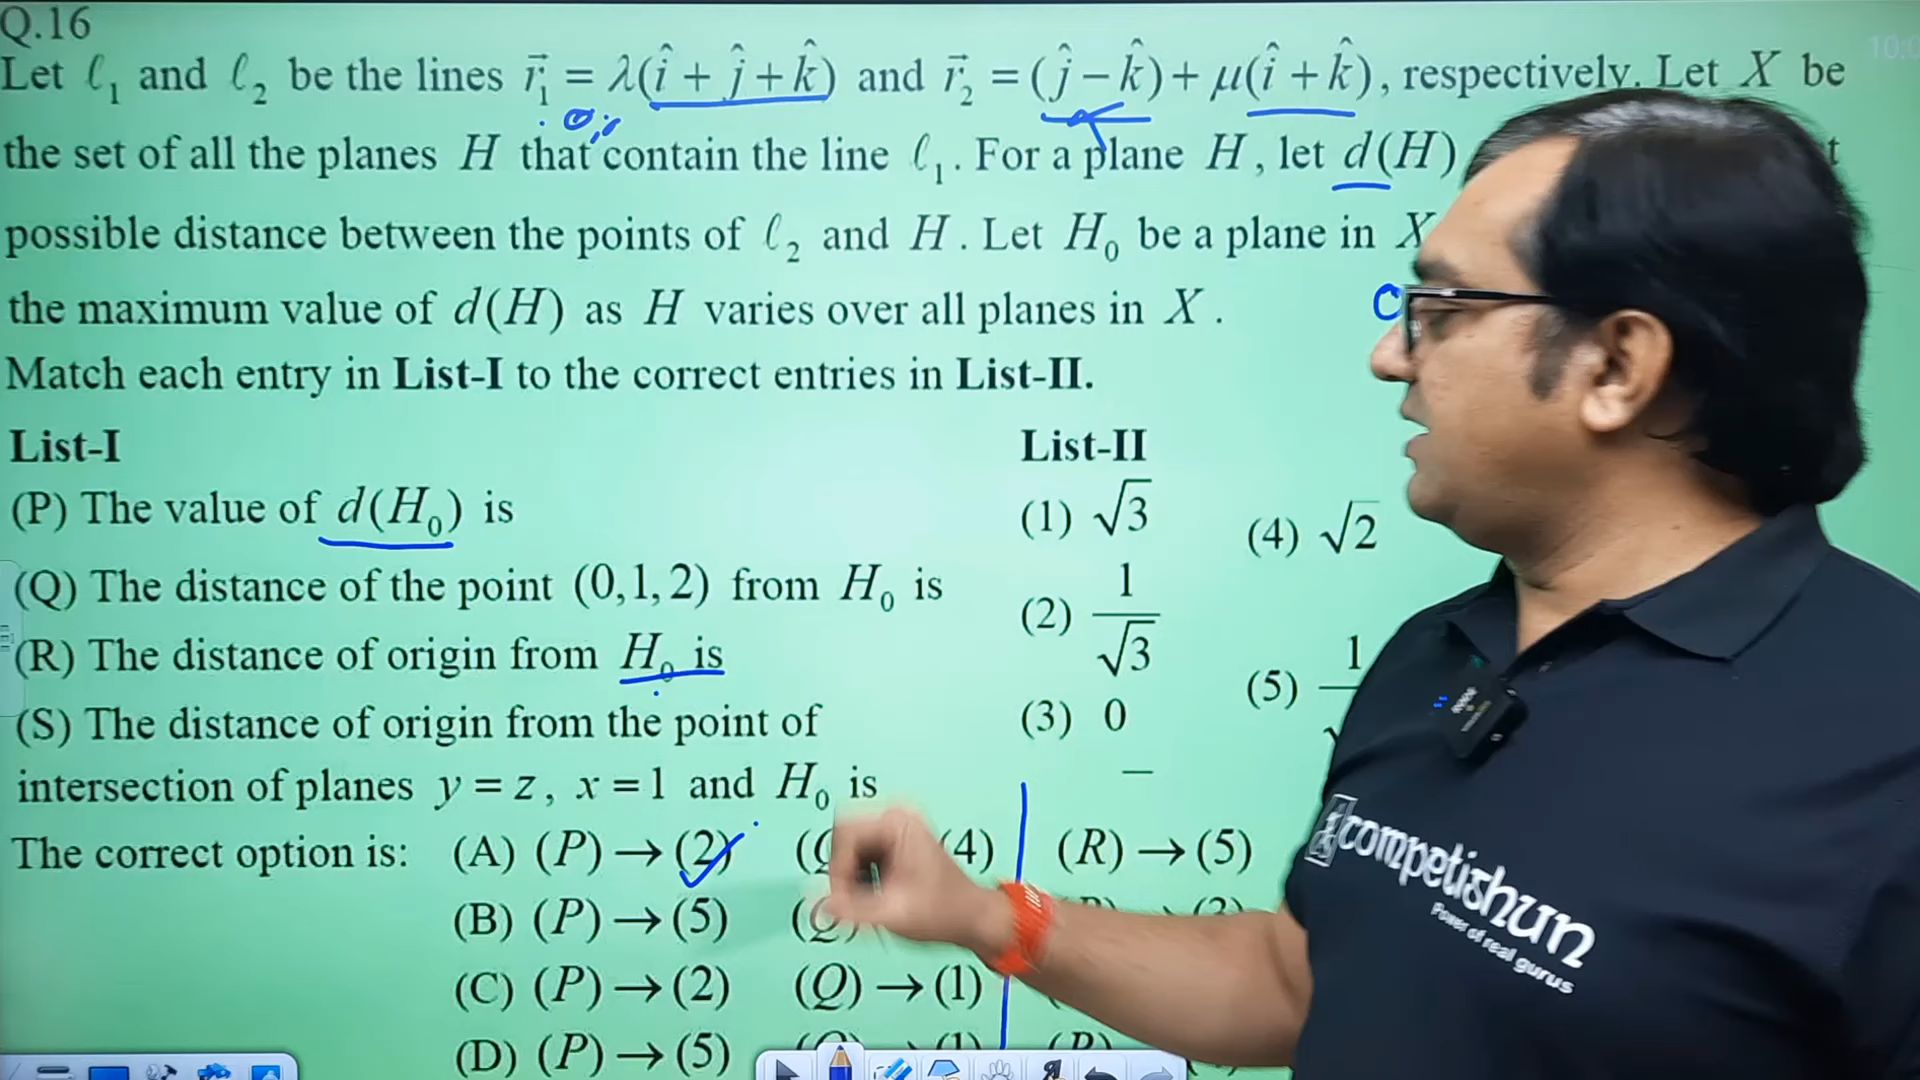 Q.16
Let ℓ₁ and ℓ₂ be the lines r⃗₁ = λ(î + ĵ + k̂) and r⃗₂ = (ĵ − k̂) + μ(î + k̂), respectively. Let X be
the set of all the planes H that contain the line ℓ₁. For a plane H, let d(H)
possible distance between the points of ℓ₂ and H. Let H₀ be a plane in X
the maximum value of d(H) as H varies over all planes in X.
Match each entry in List-I to the correct entries in List-II.
List-I List-II
(P) The value of d(H₀) is (1) √3 (4) √2
(Q) The distance of the point (0,1,2) from H₀ is (2) 1/√3
(R) The distance of origin from H₀ is (5) 1
(S) The distance of origin from the point of (3) 0
intersection of planes y = z, x = 1 and H₀ is
The correct option is: (A) (P) → (2) 4) (R) → (5)
(B) (P) → (5) (Q)
(C) (P) → (2) (Q) → (1)
(D) (P) → (5) (1)
competishun
Power of real gurus